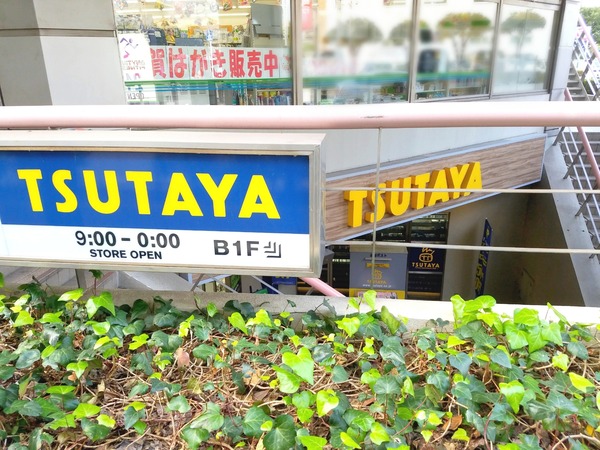 賀はがき販売中
TSUTAYA
9:00 – 0:00
STORE OPEN
B1F
TSUTAYA
TSUTAYA